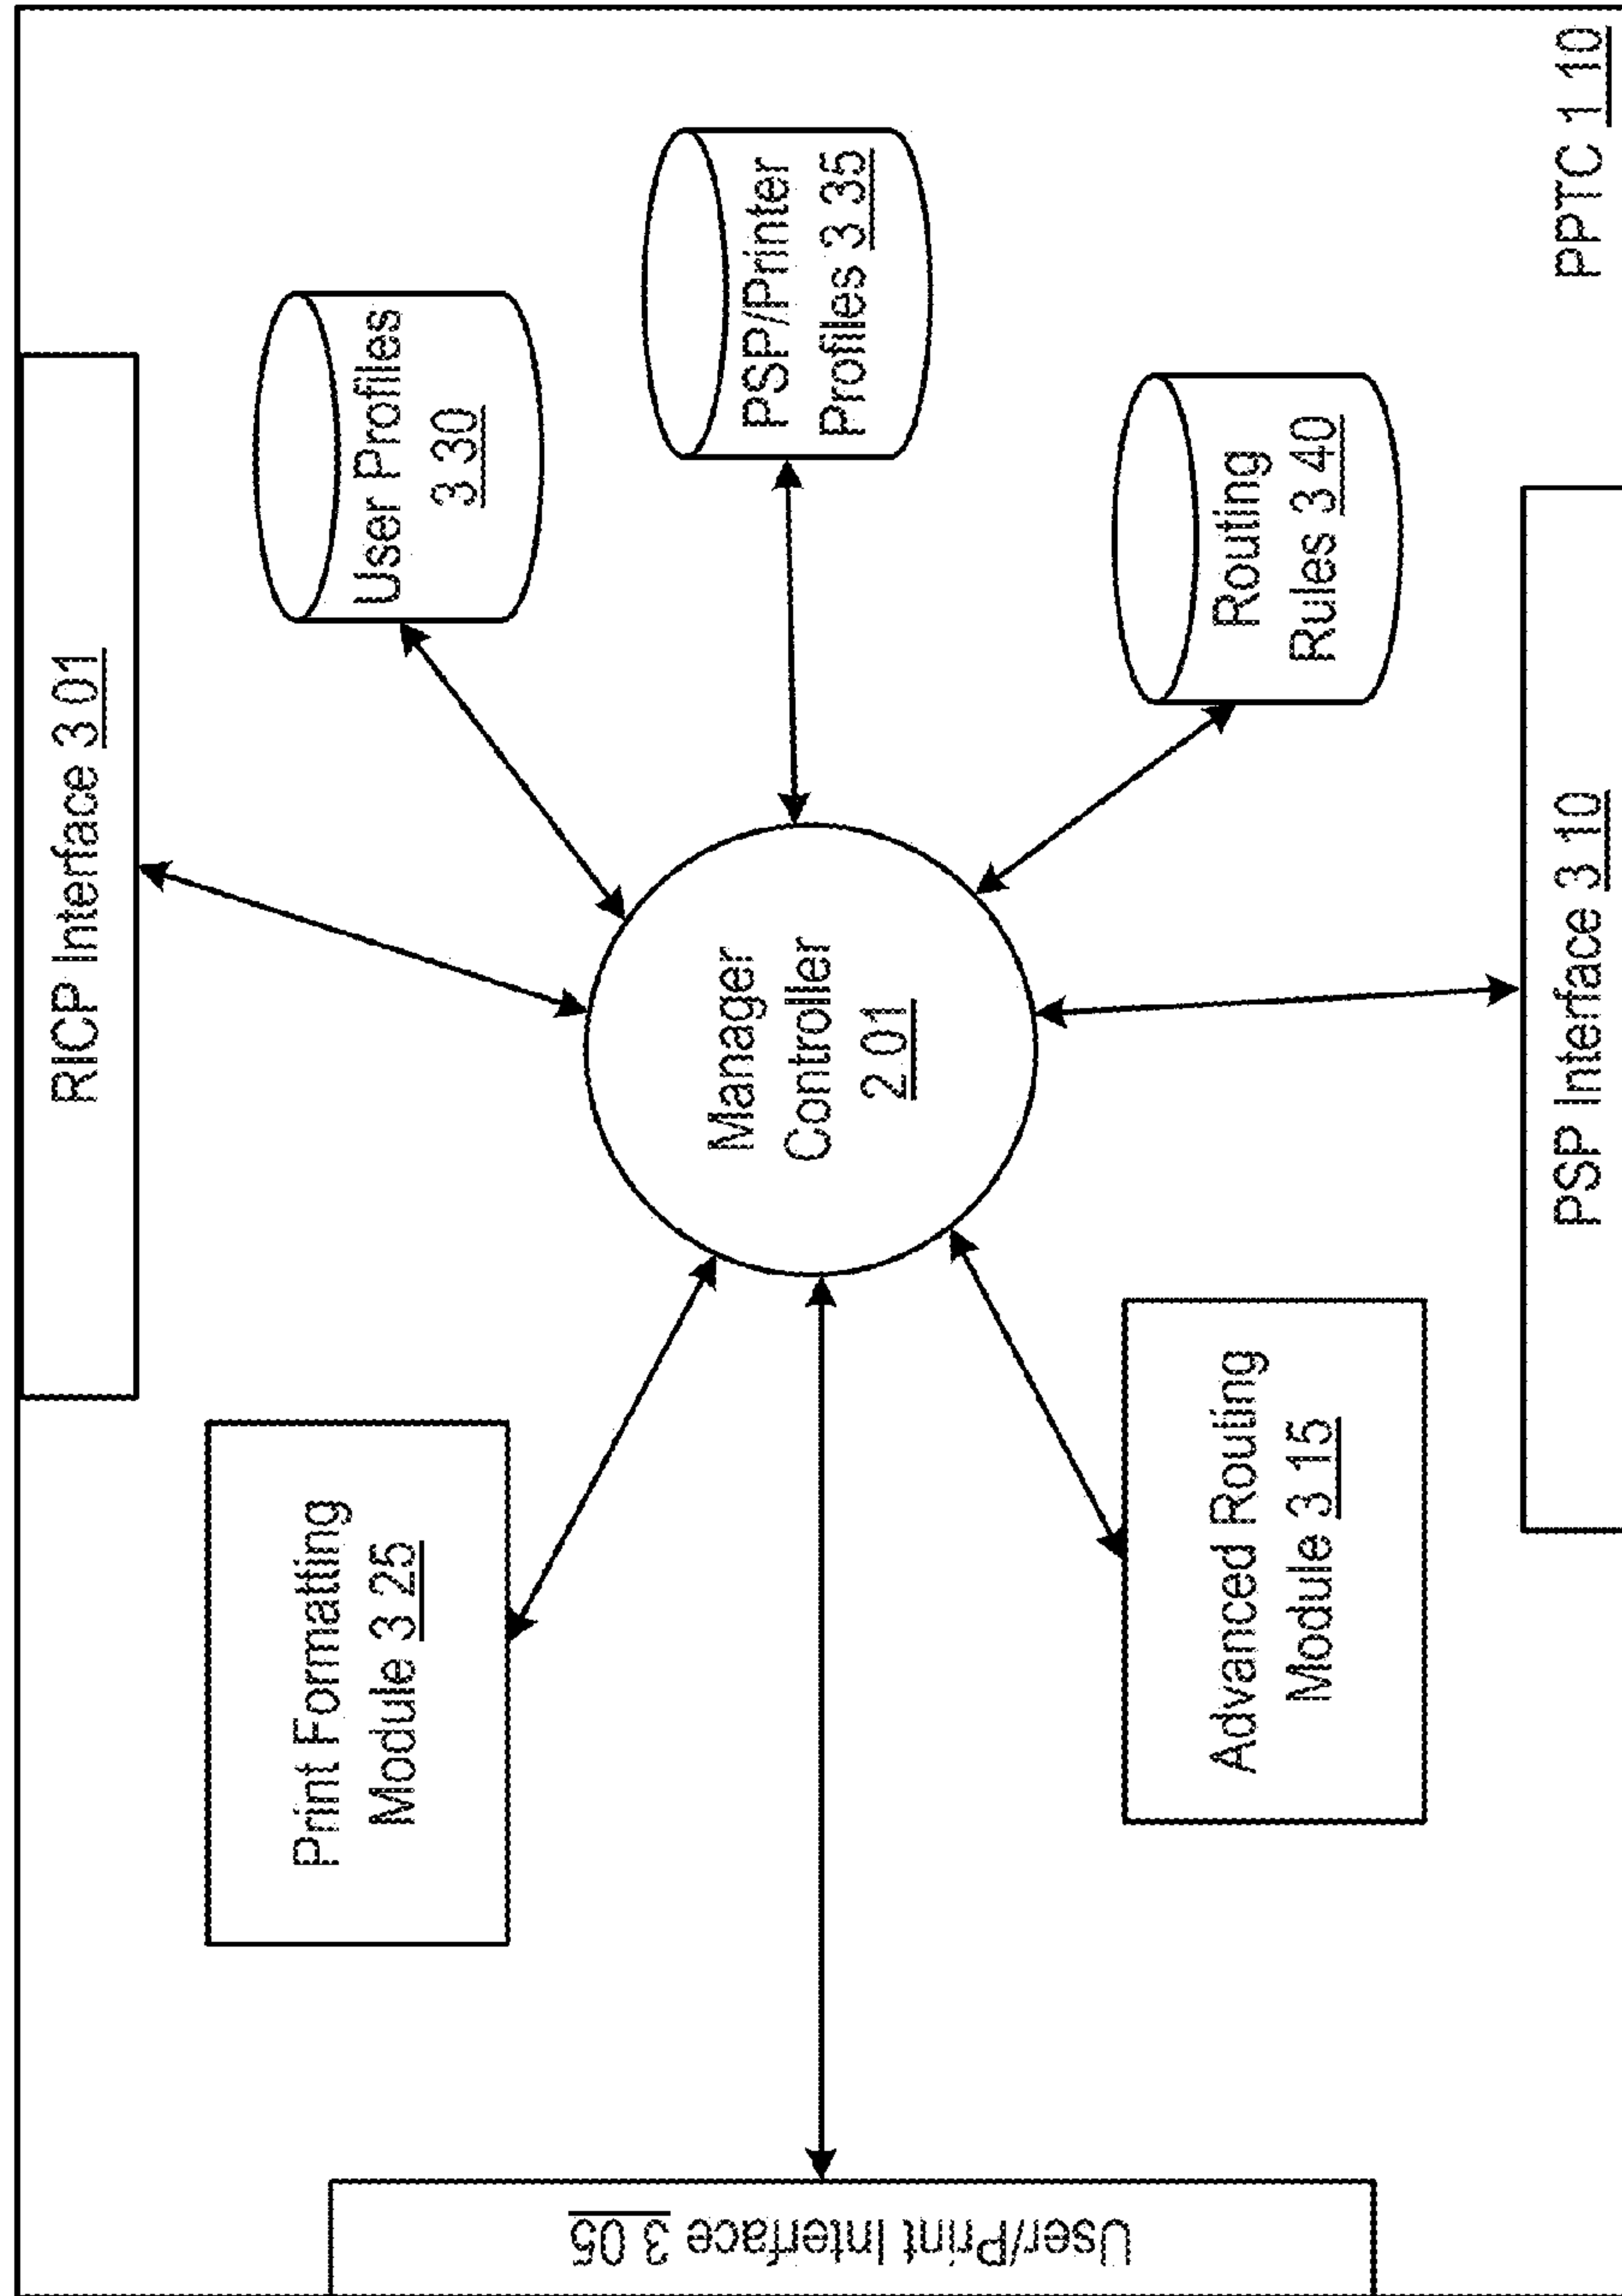 RICP Interface 3.01
User Profiles
3.30
PSP/Printer
Profiles 3.35
Routing
Rules 3.40
Manager
Controller
2.01
Print Formatting
Module 3.25
Advanced Routing
Module 3.15
User/Print Interface 3.05
PSP Interface 3.10
PPTC 1.10